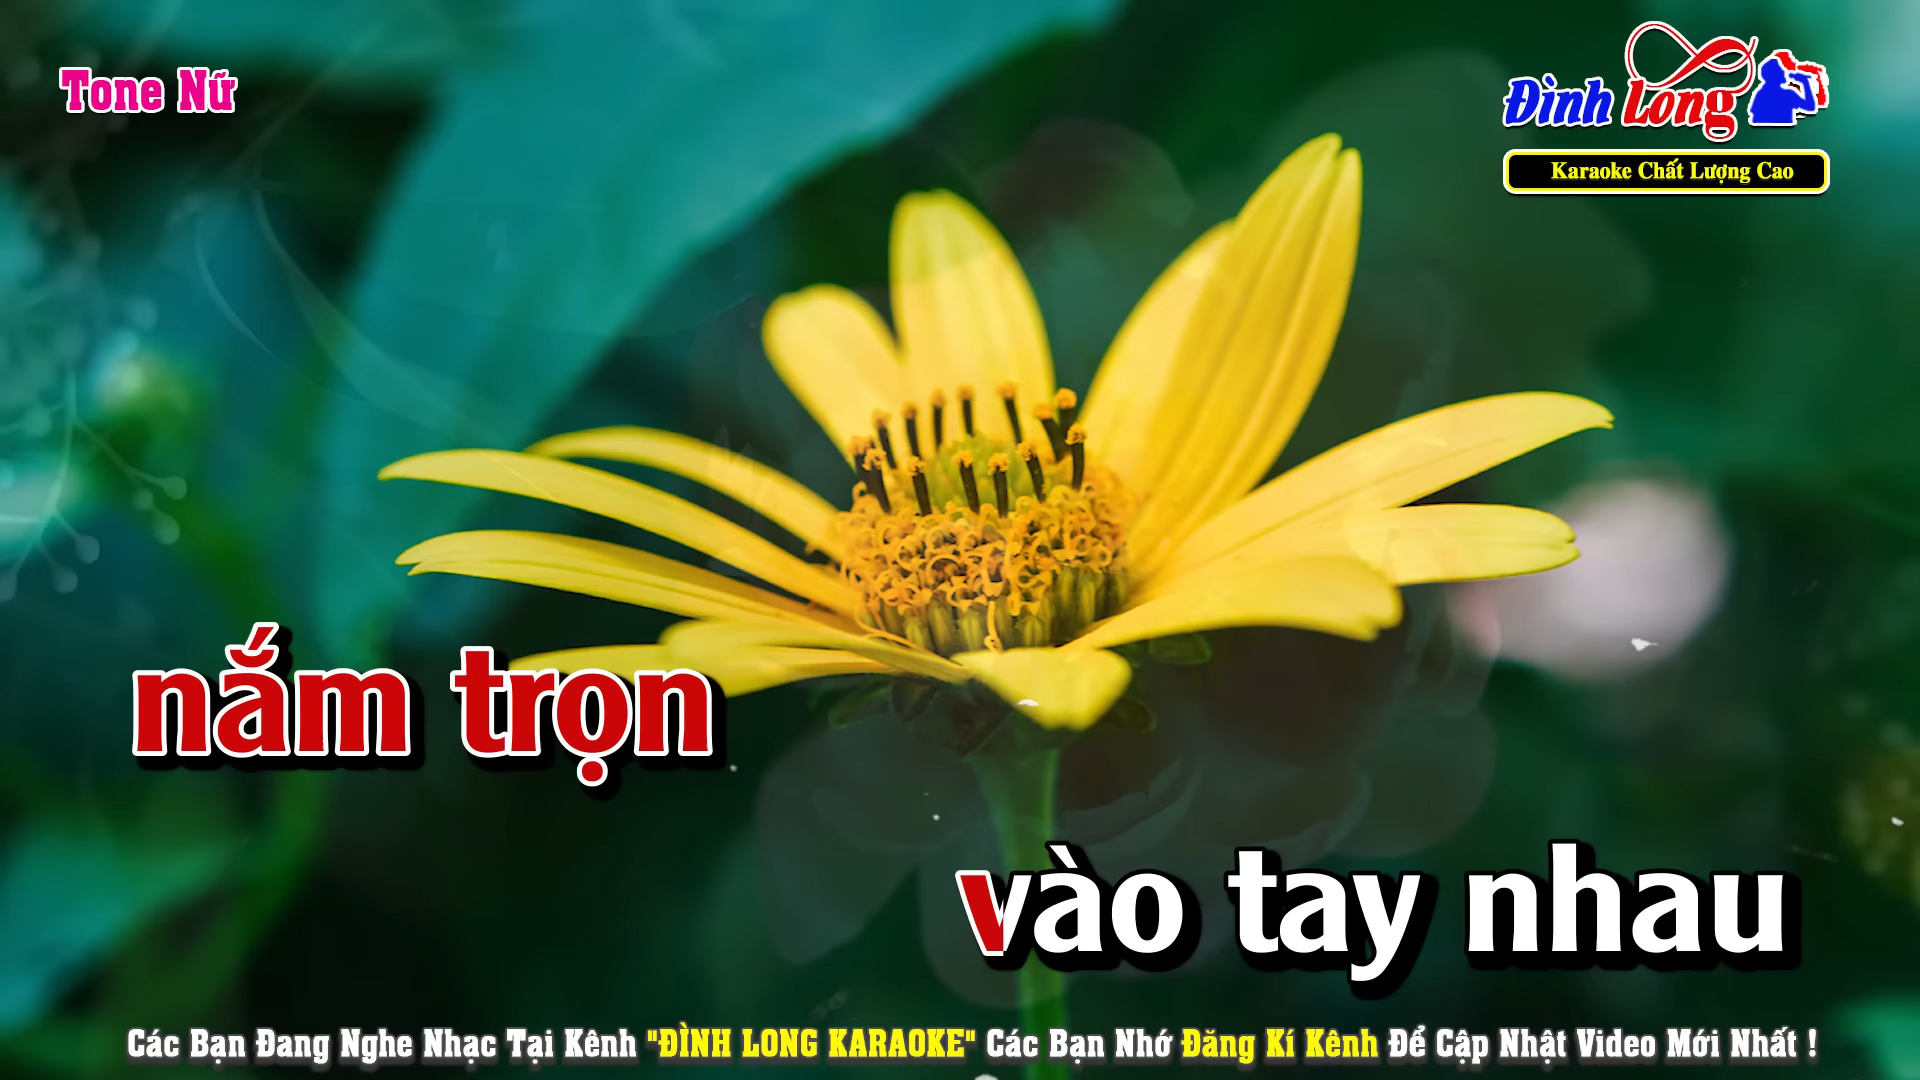 Tone Nữ
Đình Long
Karaoke Chất Lượng Cao
nắm trọn
vào tay nhau
Các Bạn Đang Nghe Nhạc Tại Kênh "ĐÌNH LONG KARAOKE" Các Bạn Nhớ Đăng Kí Kênh Để Cập Nhật Video Mới Nhất !